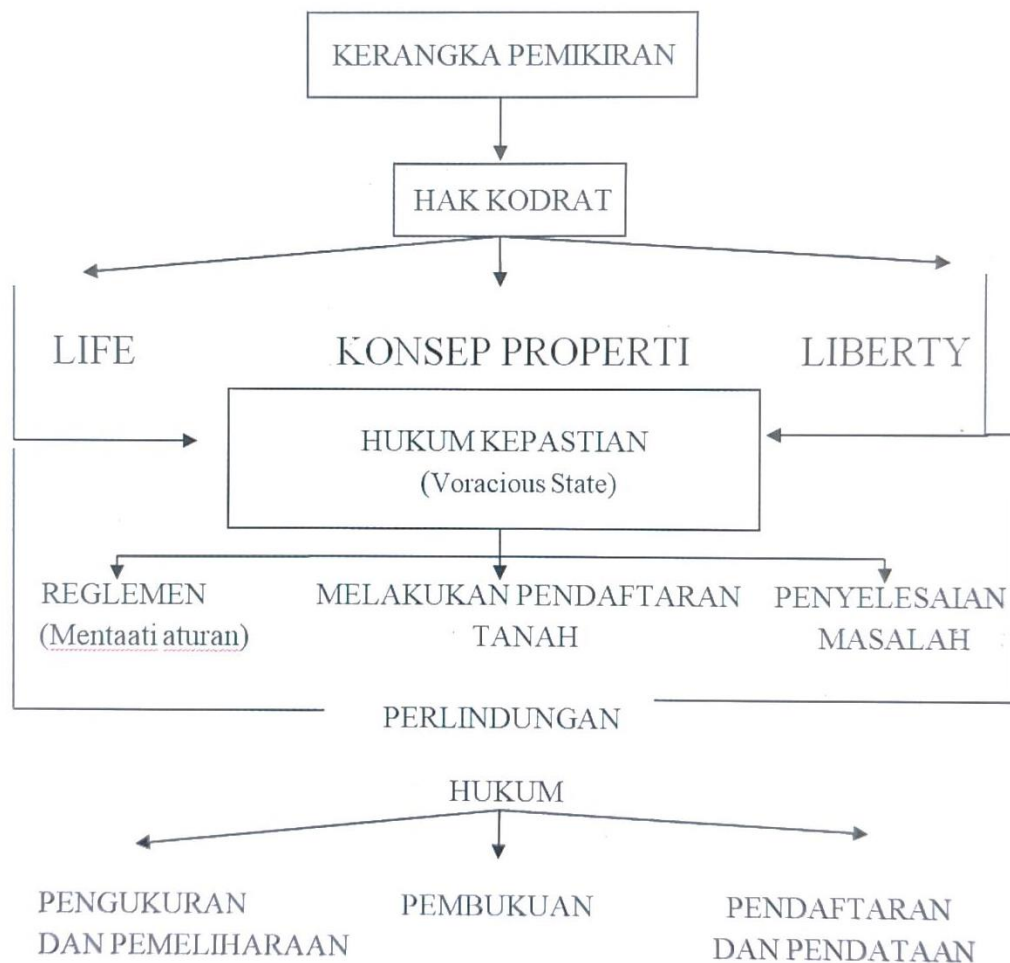 KERANGKA PEMIKIRAN
HAK KODRAT
LIFE
KONSEP PROPERTI
LIBERTY
HUKUM KEPASTIAN
(Voracious State)
REGLEMEN
(Mentaati aturan)
MELAKUKAN PENDAFTARAN
TANAH
PENYELESAIAN
MASALAH
PERLINDUNGAN
HUKUM
PENGUKURAN
DAN PEMELIHARAAN
PEMBUKUAN
PENDAFTARAN
DAN PENDATAAN